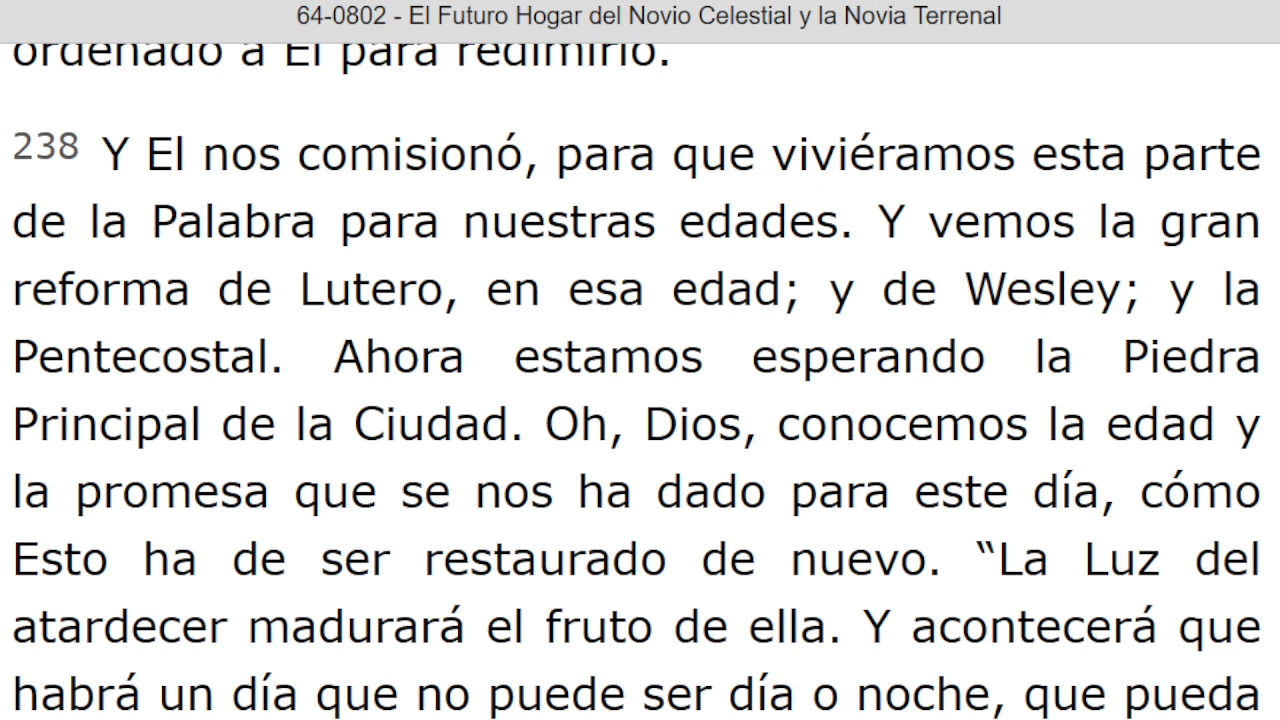 64-0802 - El Futuro Hogar del Novio Celestial y la Novia Terrenal
ordenado a El para redimirlo.
238 Y El nos comisionó, para que viviéramos esta parte
de la Palabra para nuestras edades. Y vemos la gran
reforma de Lutero, en esa edad; y de Wesley; y la
Pentecostal. Ahora estamos esperando la Piedra
Principal de la Ciudad. Oh, Dios, conocemos la edad y
la promesa que se nos ha dado para este día, cómo
Esto ha de ser restaurado de nuevo. “La Luz del
atardecer madurará el fruto de ella. Y acontecerá que
habrá un día que no puede ser día o noche, que pueda